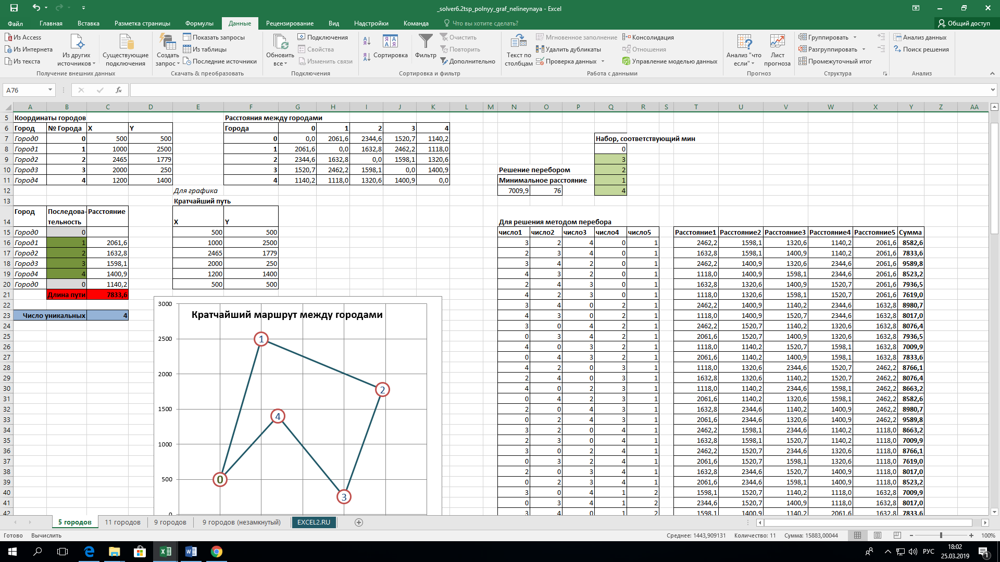 _solver6.2tsp_polnyy_graf_nelineynaya - Excel
Файл Главная Вставка Разметка страницы Формулы Данные Рецензирование Вид Надстройки Команда Что вы хотите сделать? Общий доступ
Из Access
Из Интернета
Из текста
Из других источников
Существующие подключения
Получение внешних данных
Создать запрос
Показать запросы
Из таблицы
Последние источники
Скачать & преобразовать
Обновить все
Подключения
Свойства
Изменить связи
Подключения
Сортировка
Фильтр
Очистить
Повторить
Дополнительно
Сортировка и фильтр
Текст по столбцам
Мгновенное заполнение
Удалить дубликаты
Проверка данных
Консолидация
Отношения
Управление моделью данных
Работа с данными
Анализ "что если"
Лист прогноза
Прогноз
Группировать
Разгруппировать
Промежуточный итог
Структура
Анализ данных
Поиск решения
Анализ
A76 fx
A B C D E F G H I J K L M N O P Q R S T U V W X Y Z AA
5 Координаты городов Расстояния между городами
6 Город № Города X Y Города 0 1 2 3 4
7 Город0 0 500 500 0 0,0 2061,6 2344,6 1520,7 1140,2 Набор, соответствующий мин
8 Город1 1 1000 2500 1 2061,6 0,0 1632,8 2462,2 1118,0 0
9 Город2 2 2465 1779 2 2344,6 1632,8 0,0 1598,1 1320,6 3
10 Город3 3 2000 250 3 1520,7 2462,2 1598,1 0,0 1400,9 Решение перебором 2
11 Город4 4 1200 1400 4 1140,2 1118,0 1320,6 1400,9 0,0 Минимальное расстояние 1
12 Для графика 7009,9 76 4
13 Кратчайший путь
14 Город Последова-тельность Расстояние X Y Для решения методом перебора
15 Город0 0 500 500 число1 число2 число3 число4 число5 Расстояние1 Расстояние2 Расстояние3 Расстояние4 Расстояние5 Сумма
16 Город1 1 2061,6 1000 2500 3 2 4 0 1 2462,2 1598,1 1320,6 1140,2 2061,6 8582,6
17 Город2 2 1632,8 2465 1779 2 3 4 0 1 1632,8 1598,1 1400,9 1140,2 2061,6 7833,6
18 Город3 3 1598,1 2000 250 3 4 2 0 1 2462,2 1400,9 1320,6 2344,6 2061,6 9589,8
19 Город4 4 1400,9 1200 1400 4 3 2 0 1 1118,0 1400,9 1598,1 2344,6 2061,6 8523,2
20 Город0 0 1140,2 500 500 2 4 3 0 1 1632,8 1320,6 1400,9 1520,7 2061,6 7936,5
21 Длина пути 7833,6 4 2 3 0 1 1118,0 1320,6 1598,1 1520,7 2061,6 7619,0
22 3 4 0 2 1 2462,2 1400,9 1140,2 2344,6 1632,8 8980,7
23 Число уникальных 4 4 3 0 2 1 1118,0 1400,9 1520,7 2344,6 1632,8 8017,0
24 3 0 4 2 1 2462,2 1520,7 1140,2 1320,6 1632,8 8076,4
25 0 3 4 2 1 2061,6 1520,7 1400,9 1320,6 1632,8 7936,5
26 4 0 3 2 1 1118,0 1140,2 1520,7 1598,1 1632,8 7009,9
27 0 4 3 2 1 2061,6 1140,2 1400,9 1598,1 1632,8 7833,6
28 4 2 0 3 1 1118,0 1320,6 2344,6 1520,7 2462,2 8766,1
29 2 4 0 3 1 1632,8 1320,6 1140,2 1520,7 2462,2 8076,4
30 4 0 2 3 1 1118,0 1140,2 2344,6 1598,1 2462,2 8663,2
31 0 4 2 3 1 2061,6 1140,2 1320,6 1598,1 2462,2 8582,6
32 2 0 4 3 1 1632,8 2344,6 1140,2 1400,9 2462,2 8980,7
33 0 2 4 3 1 2061,6 2344,6 1320,6 1400,9 2462,2 9589,8
34 3 2 0 4 1 2462,2 1598,1 2344,6 1140,2 1118,0 8663,2
35 2 3 0 4 1 1632,8 1598,1 1520,7 1140,2 1118,0 7009,9
36 3 0 2 4 1 2462,2 1520,7 2344,6 1320,6 1118,0 8766,1
37 0 3 2 4 1 2061,6 1520,7 1598,1 1320,6 1118,0 7619,0
38 2 0 3 4 1 1632,8 2344,6 1520,7 1400,9 1118,0 8017,0
39 0 2 3 4 1 2061,6 2344,6 1598,1 1400,9 1118,0 8523,2
40 3 0 4 1 2 1598,1 1520,7 1140,2 1118,0 1632,8 7009,9
41 0 3 4 1 2 2344,6 1520,7 1400,9 1118,0 1632,8 8017,0
42 3 4 0 1 2 1598,1 1400,9 1140,2 2061,6 1632,8 7833,6
Кратчайший маршрут между городами
3000
2500
2000
1500
1000
500
0
1
2
4
0
3
5 городов 11 городов 9 городов 9 городов (незамкнутый) EXCEL2.RU
Готово Вычислить Среднее: 1443,909131 Количество: 11 Сумма: 15883,00044 100%
РУС 18:02
25.03.2019
1